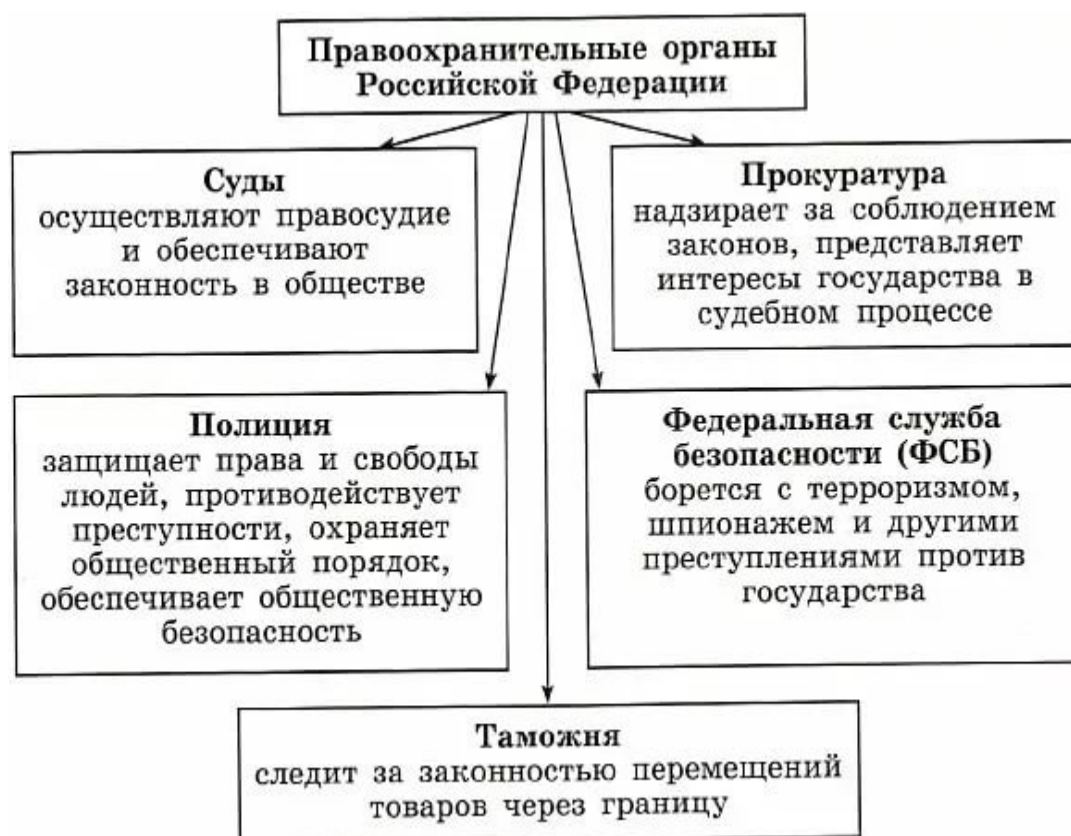 Правоохранительные органы
Российской Федерации
Суды
осуществляют правосудие
и обеспечивают
законность в обществе
Прокуратура
надзирает за соблюдением
законов, представляет
интересы государства в
судебном процессе
Полиция
защищает права и свободы
людей, противодействует
преступности, охраняет
общественный порядок,
обеспечивает общественную
безопасность
Федеральная служба
безопасности (ФСБ)
борется с терроризмом,
шпионажем и другими
преступлениями против
государства
Таможня
следит за законностью перемещений
товаров через границу